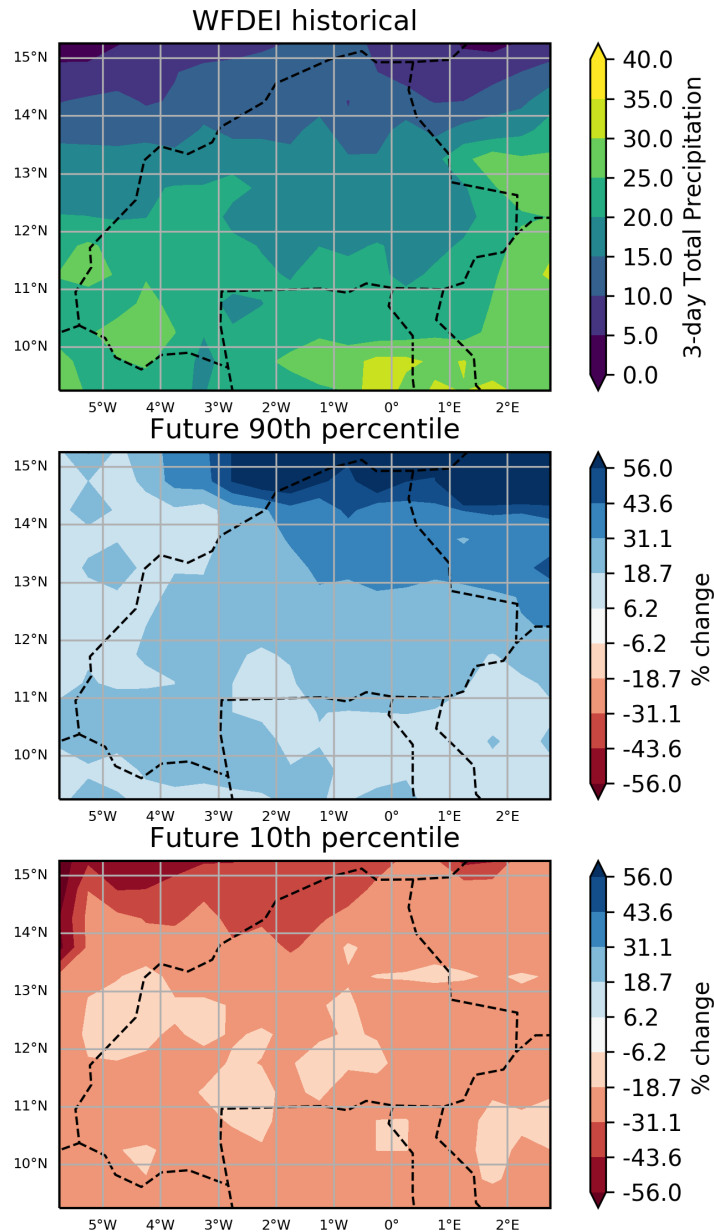 WFDEI historical
15°N
14°N
13°N
12°N
11°N
10°N
5°W 4°W 3°W 2°W 1°W 0° 1°E 2°E
40.0
35.0
30.0
25.0
20.0
15.0
10.0
5.0
0.0
3-day Total Precipitation
Future 90th percentile
15°N
14°N
13°N
12°N
11°N
10°N
5°W 4°W 3°W 2°W 1°W 0° 1°E 2°E
56.0
43.6
31.1
18.7
6.2
-6.2
-18.7
-31.1
-43.6
-56.0
% change
Future 10th percentile
15°N
14°N
13°N
12°N
11°N
10°N
5°W 4°W 3°W 2°W 1°W 0° 1°E 2°E
56.0
43.6
31.1
18.7
6.2
-6.2
-18.7
-31.1
-43.6
-56.0
% change